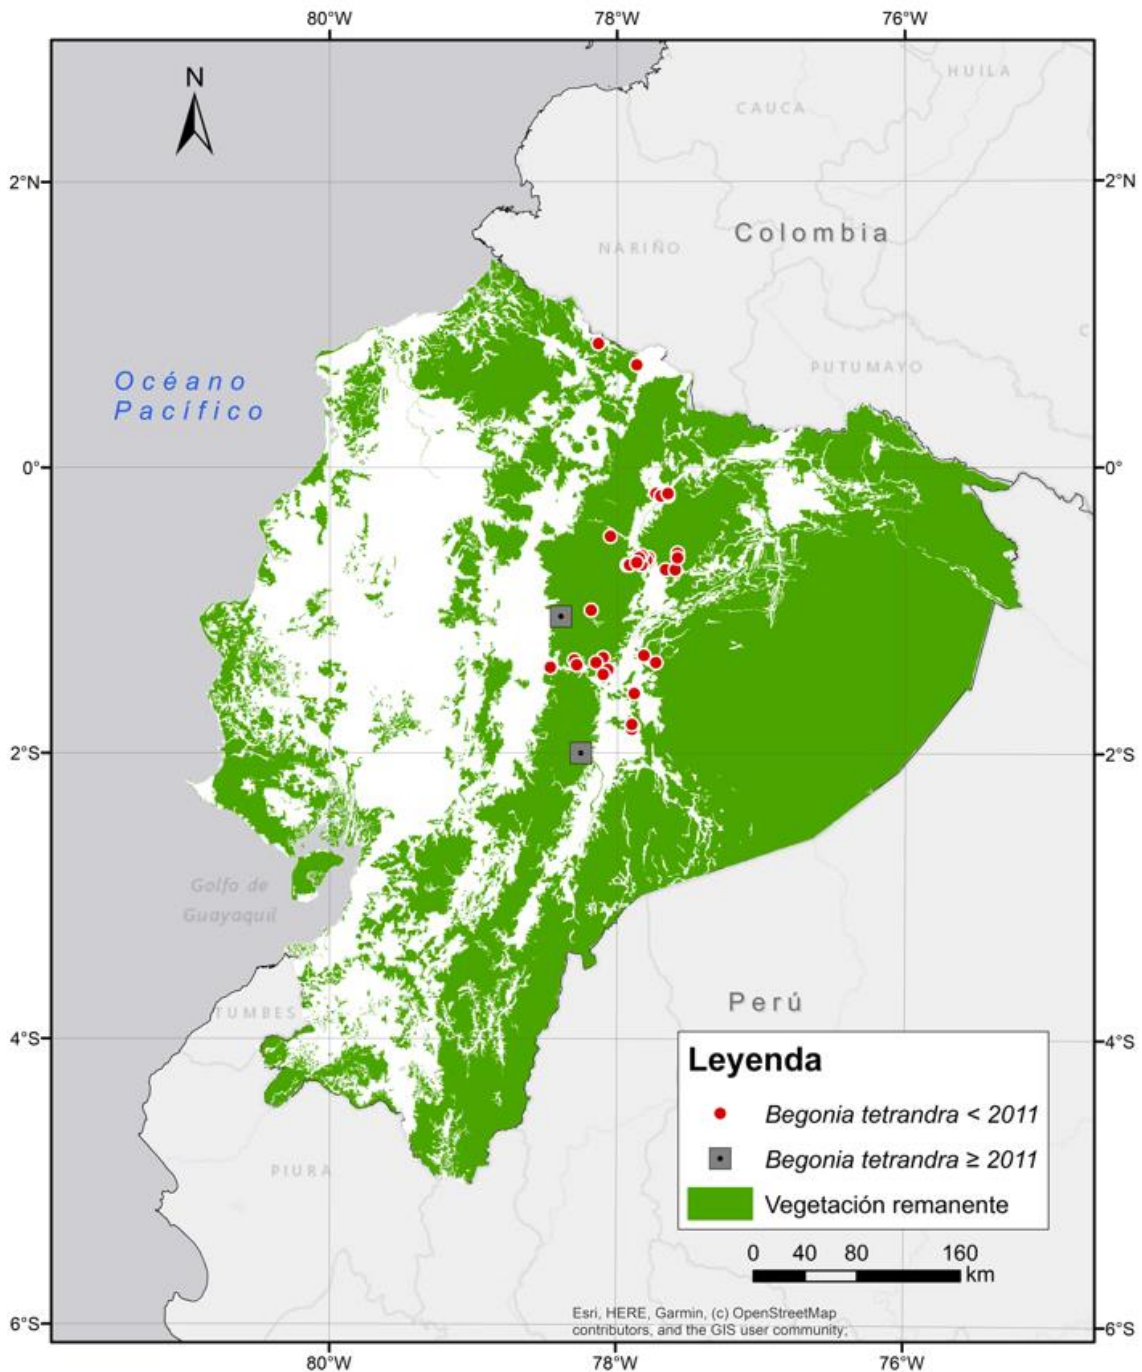 80°W 78°W 76°W
N
HUILA
CAUCA
2°N 2°N
Colombia
NARIÑO
PUTUMAYO
Océano
Pacífico
0° 0°
2°S 2°S
Golfo de
Guayaquil
Perú
TUMBES
4°S 4°S
Leyenda
Begonia tetrandra < 2011
Begonia tetrandra ≥ 2011
Vegetación remanente
PIURA
0 40 80 160
km
Esri, HERE, Garmin, (c) OpenStreetMap
contributors, and the GIS user community;
6°S 6°S
80°W 78°W 76°W